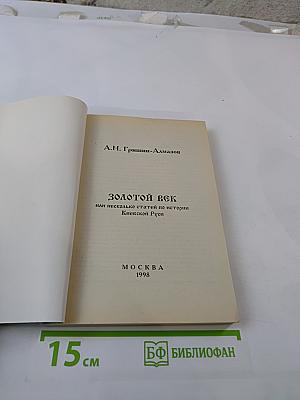 А.Н. Гришин-Алмазов
ЗОЛОТОЙ ВЕК
или несколько статей по истории
Киевской Руси
МОСКВА
1998
15 см
БФ БИБЛИОФАН